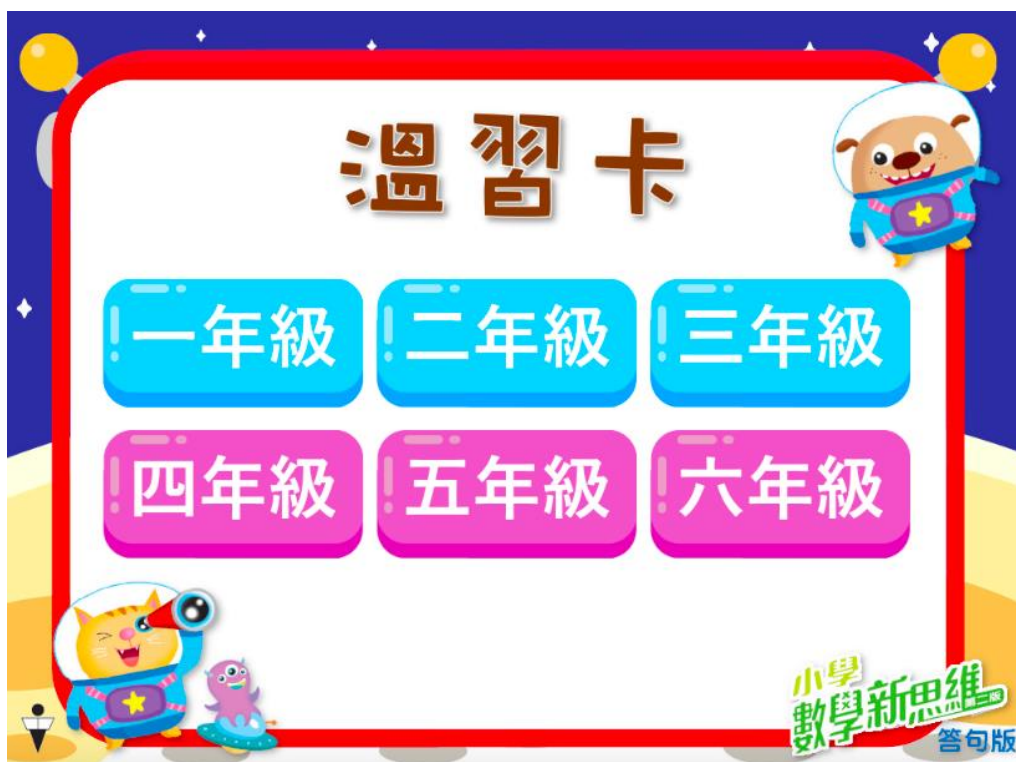 溫習卡
一年級 二年級 三年級
四年級 五年級 六年級
小學
數學新思維 第二版
答句版